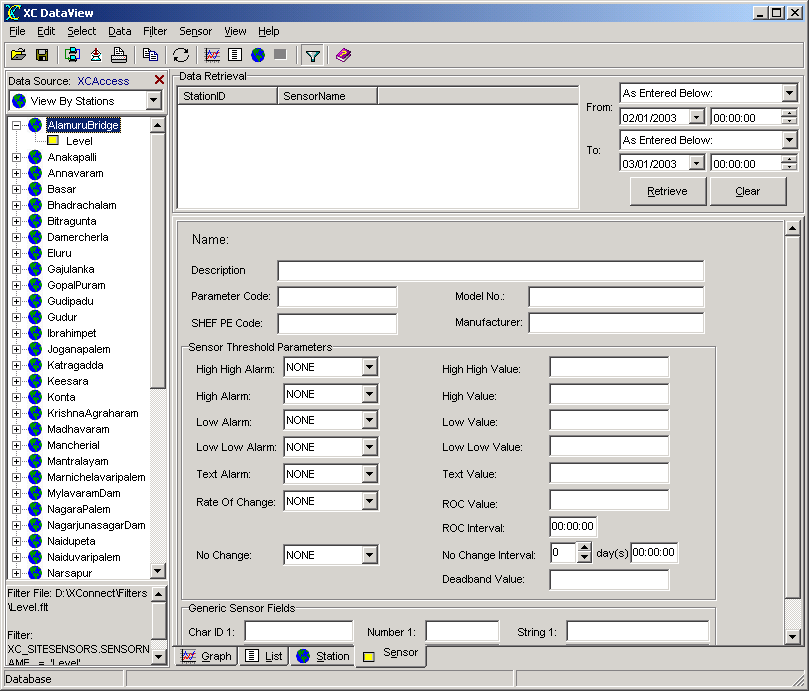 XC DataView
File Edit Select Data Filter Sensor View Help
Data Source: XCAccess
View By Stations
AlamuruBridge
Level
Anakapalli
Annavaram
Basar
Bhadrachalam
Bitragunta
Damercherla
Eluru
Gajulanka
GopalPuram
Gudipadu
Gudur
Ibrahimpet
Joganapalem
Katragadda
Keesara
Konta
KrishnaAgraharam
Madhavaram
Mancherial
Mantralayam
Marnichelavaripalem
MylavaramDam
NagaraPalem
NagarjunasagarDam
Naidupeta
Naiduvaripalem
Narsapur
Filter File: D:\XConnect\Filters
\Level.flt
Filter:
XC_SITESENSORS.SENSORN
AME = 'Level'
Data Retrieval
StationID SensorName
From: As Entered Below:
02/01/2003 00:00:00
To: As Entered Below:
03/01/2003 00:00:00
Retrieve Clear
Name:
Description
Parameter Code: Model No.:
SHEF PE Code: Manufacturer:
Sensor Threshold Parameters
High High Alarm: NONE High High Value:
High Alarm: NONE High Value:
Low Alarm: NONE Low Value:
Low Low Alarm: NONE Low Low Value:
Text Alarm: NONE Text Value:
Rate Of Change: NONE ROC Value:
ROC Interval: 00:00:00
No Change: NONE No Change Interval: 0 day(s) 00:00:00
Deadband Value:
Generic Sensor Fields
Char ID 1: Number 1: String 1:
Graph List Station Sensor
Database